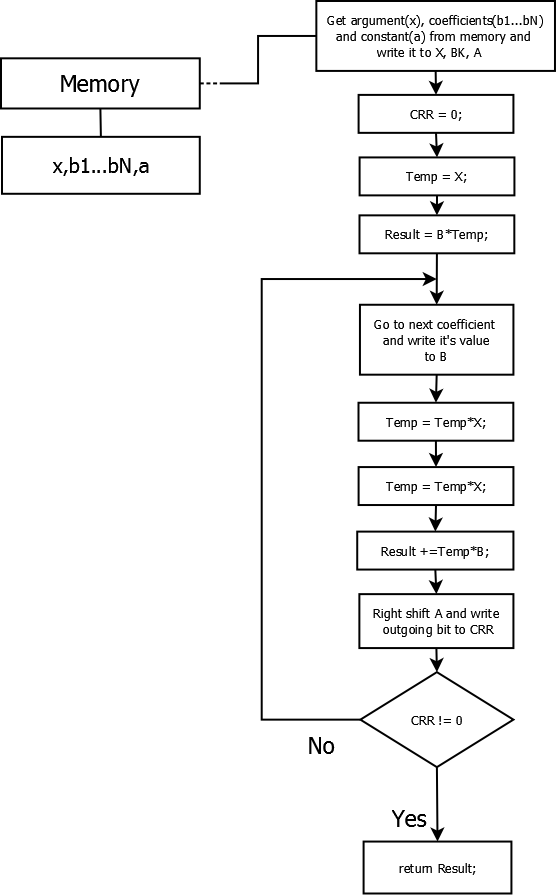 Get argument(x), coefficients(b1...bN)
and constant(a) from memory and
write it to X, BK, A
Memory
x,b1...bN,a
CRR = 0;
Temp = X;
Result = B*Temp;
Go to next coefficient
and write it's value
to B
Temp = Temp*X;
Temp = Temp*X;
Result +=Temp*B;
Right shift A and write
outgoing bit to CRR
CRR != 0
No
Yes
return Result;